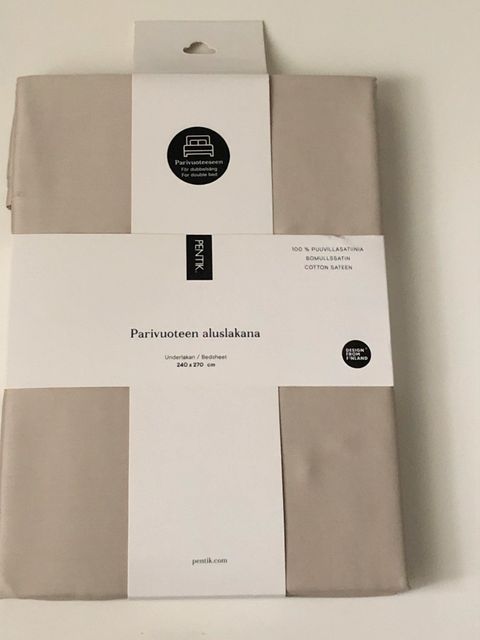 Parivuoteeseen
För dubbelsäng
For double bed
PENTIK
100 % PUUVILLASATIINIA
BOMULLSSATIN
COTTON SATEEN
Parivuoteen aluslakana
Underlakan / Bedsheet
240 x 270 cm
DESIGN
FROM
FINLAND
pentik.com